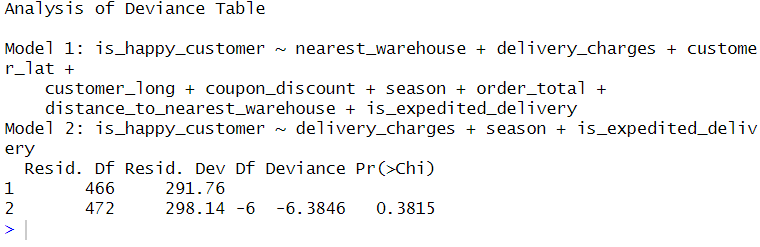 Analysis of Deviance Table
Model 1: is_happy_customer ~ nearest_warehouse + delivery_charges + custome
r_lat +
    customer_long + coupon_discount + season + order_total +
    distance_to_nearest_warehouse + is_expedited_delivery
Model 2: is_happy_customer ~ delivery_charges + season + is_expedited_deliv
ery
  Resid. Df Resid. Dev Df Deviance Pr(>Chi)
1       466     291.76
2       472     298.14 -6  -6.3846   0.3815
>